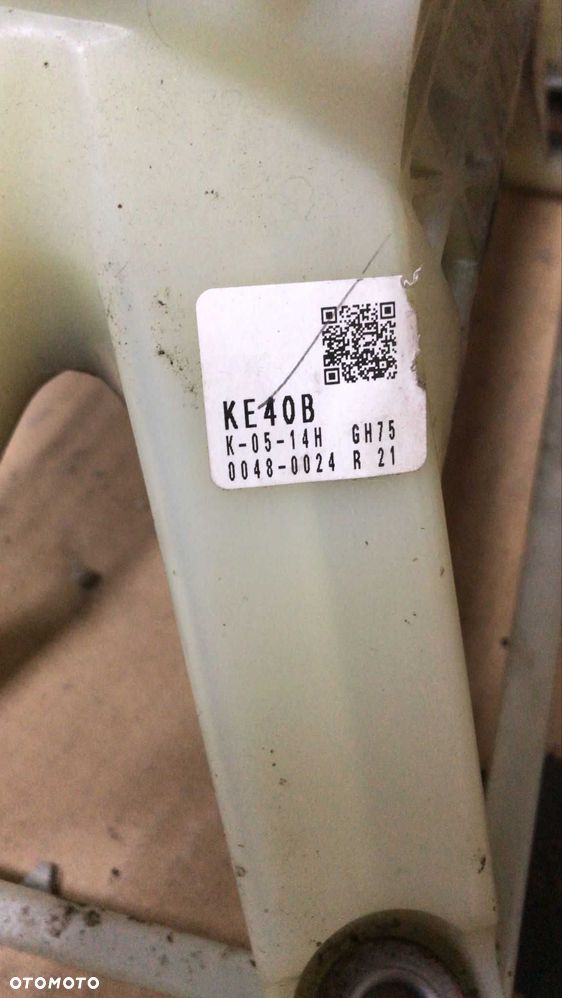 KE40B
K-05-14H GH75
0048-0024 R 21
OTOMOTO